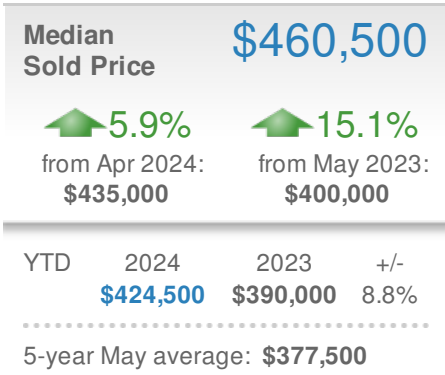 Median $460,500
Sold Price
5.9% 15.1%
from Apr 2024: from May 2023:
$435,000 $400,000
YTD 2024 2023 +/-
$424,500 $390,000 8.8%
5-year May average: $377,500